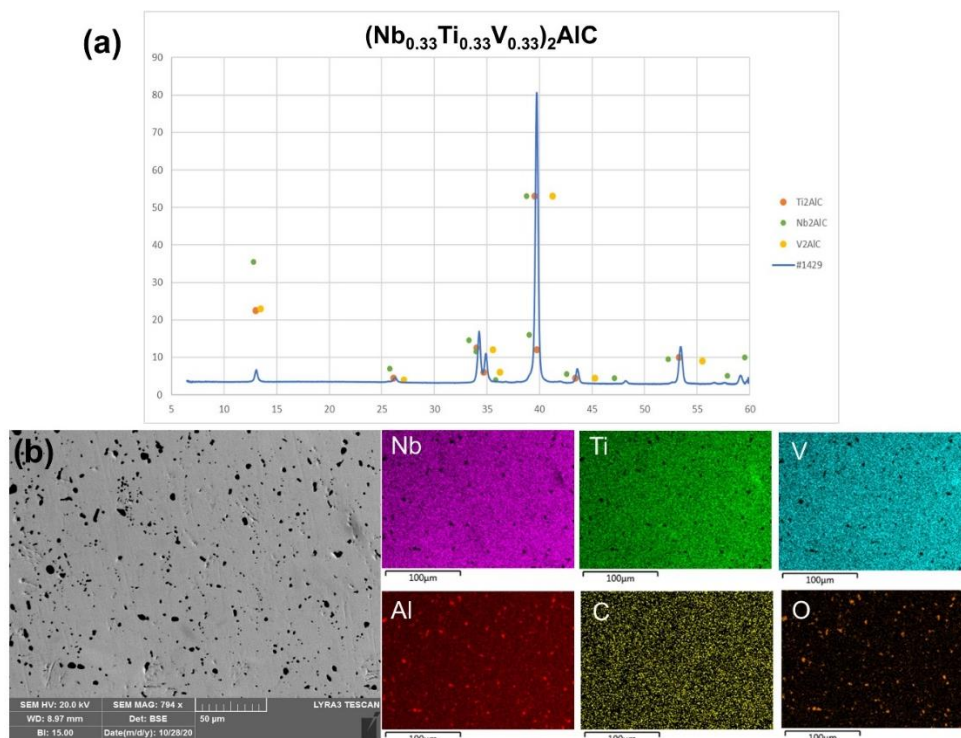 (a)
(Nb0.33Ti0.33V0.33)2AlC
90
80
70
60
50
40
30
20
10
0
5 10 15 20 25 30 35 40 45 50 55 60
Ti2AlC
Nb2AlC
V2AlC
#1429
(b)
SEM HV: 20.0 kV SEM MAG: 794 x LYRA3 TESCAN
WD: 8.97 mm Det: BSE 50 µm
BI: 15.00 Date(m/d/y): 10/28/20
Nb
100µm
Ti
100µm
V
100µm
Al
100µm
C
100µm
O
100µm